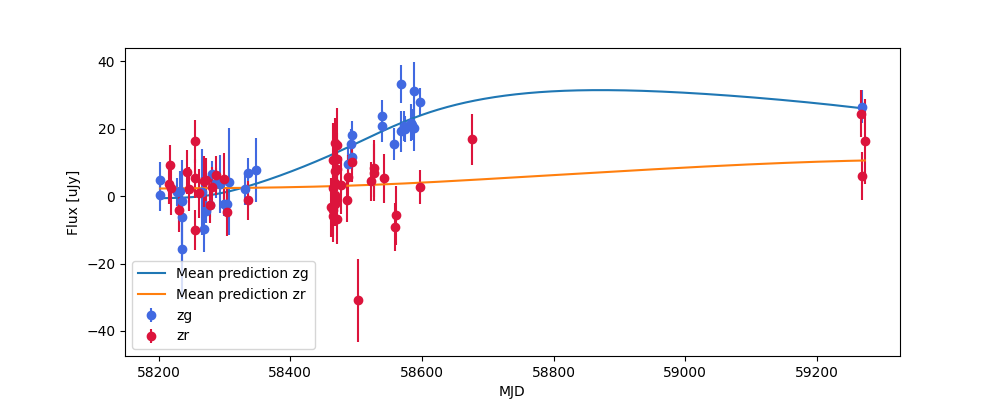 40
20
0
−20
−40
Flux [uJy]
Mean prediction zg
Mean prediction zr
zg
zr
58200
58400
58600
58800
59000
59200
MJD